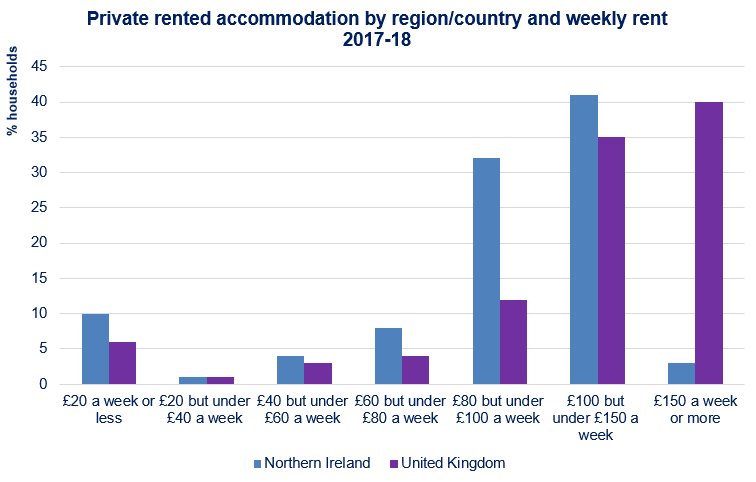 Private rented accommodation by region/country and weekly rent
2017-18
% households
45
40
35
30
25
20
15
10
5
0
£20 a week or
less
£20 but under
£40 a week
£40 but under
£60 a week
£60 but under
£80 a week
£80 but under
£100 a week
£100 but
under £150 a
week
£150 a week
or more
Northern Ireland
United Kingdom